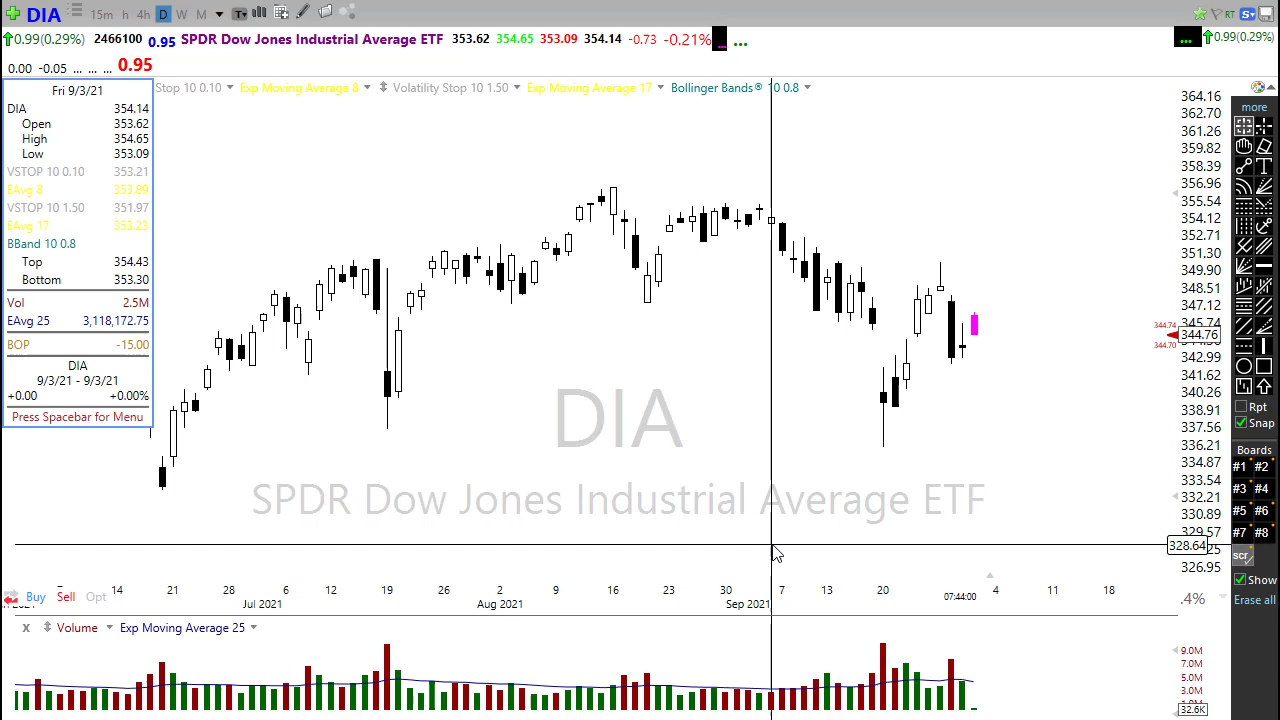 DIA 15m h 4h D W M T RT S
0.99(0.29%) 2466100 0.95 SPDR Dow Jones Industrial Average ETF 353.62 354.65 353.09 354.14 -0.73 -0.21% ... ... ... 0.99(0.29%)
0.00 -0.05 ... ... ... 0.95
Stop 10 0.10 Exp Moving Average 8 Volatility Stop 10 1.50 Exp Moving Average 17 Bollinger Bands® 10 0.8
Fri 9/3/21
DIA 354.14
Open 353.62
High 354.65
Low 353.09
VSTOP 10 0.10 353.21
EAvg 8 353.89
VSTOP 10 1.50 351.97
EAvg 17 353.23
BBand 10 0.8
Top 354.43
Bottom 353.30
Vol 2.5M
EAvg 25 3,118,172.75
BOP -15.00
DIA
9/3/21 - 9/3/21
+0.00 +0.00%
Press Spacebar for Menu
DIA
SPDR Dow Jones Industrial Average ETF
364.16
362.70
361.26
359.82
358.39
356.96
355.54
354.12
352.71
351.30
349.90
348.51
347.12
345.74
344.74
344.76
344.70
342.99
341.62
340.26
338.91
337.56
336.21
334.87
333.54
332.21
330.89
329.57
328.64
326.95
.4%
14 21 28 6 12 19 26 2 9 16 23 30 7 13 20 07:44:00 4 11 18
Jul 2021 Aug 2021 Sep 2021
Buy Sell Opt
X Volume Exp Moving Average 25
9.0M
7.0M
5.0M
3.0M
32.6K
more
T
Rpt
Snap
Boards
#1 #2
#3 #4
#5 #6
#7 #8
scr
Show
Erase all